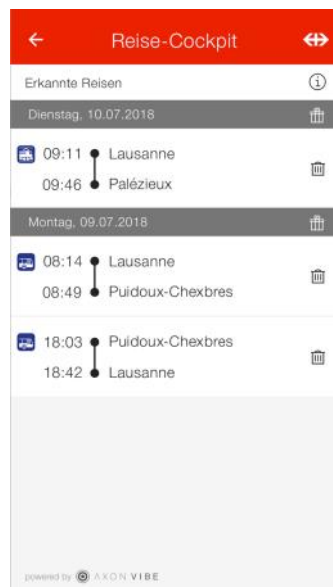 Reise-Cockpit
Erkannte Reisen
Dienstag, 10.07.2018
09:11 Lausanne
09:46 Palézieux
Montag, 09.07.2018
08:14 Lausanne
08:49 Puidoux-Chexbres
18:03 Puidoux-Chexbres
18:42 Lausanne
powered by AXON VIBE